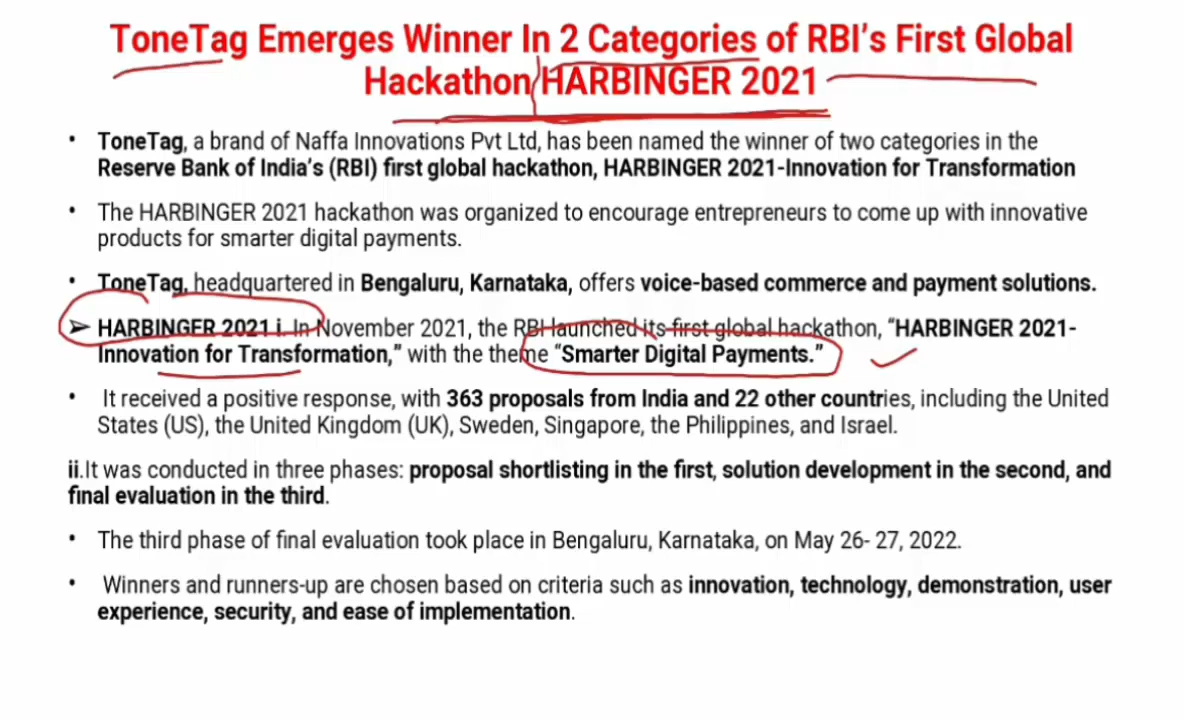 ToneTag Emerges Winner In 2 Categories of RBI's First Global
Hackathon HARBINGER 2021
• ToneTag, a brand of Naffa Innovations Pvt Ltd, has been named the winner of two categories in the
Reserve Bank of India's (RBI) first global hackathon, HARBINGER 2021-Innovation for Transformation
• The HARBINGER 2021 hackathon was organized to encourage entrepreneurs to come up with innovative
products for smarter digital payments.
• ToneTag, headquartered in Bengaluru, Karnataka, offers voice-based commerce and payment solutions.
➢ HARBINGER 2021 i. In November 2021, the RBI launched its first global hackathon, “HARBINGER 2021-
Innovation for Transformation,” with the theme “Smarter Digital Payments.”
• It received a positive response, with 363 proposals from India and 22 other countries, including the United
States (US), the United Kingdom (UK), Sweden, Singapore, the Philippines, and Israel.
ii.It was conducted in three phases: proposal shortlisting in the first, solution development in the second, and
final evaluation in the third.
• The third phase of final evaluation took place in Bengaluru, Karnataka, on May 26- 27, 2022.
• Winners and runners-up are chosen based on criteria such as innovation, technology, demonstration, user
experience, security, and ease of implementation.